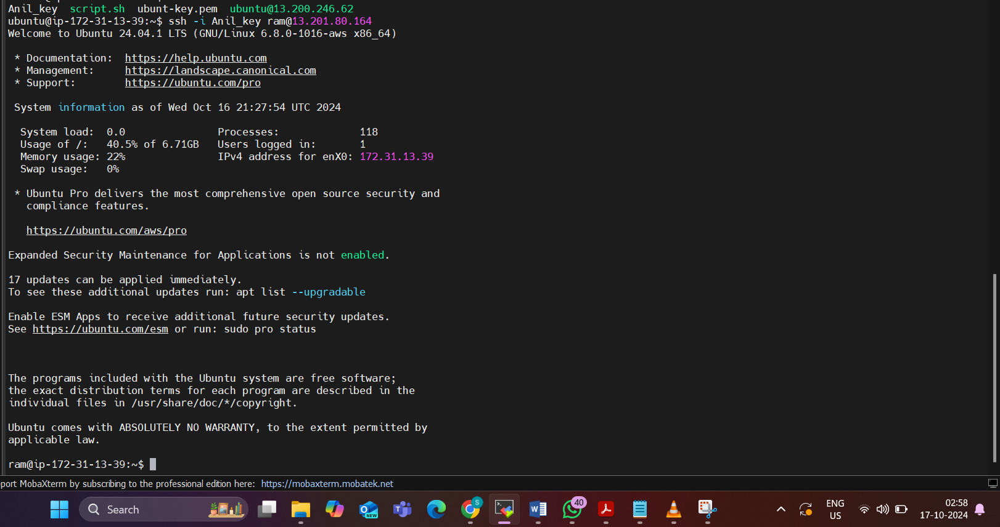 Anil_key  script.sh  ubunt-key.pem  ubuntu@13.200.246.62
ubuntu@ip-172-31-13-39:~$ ssh -i Anil_key ram@13.201.80.164
Welcome to Ubuntu 24.04.1 LTS (GNU/Linux 6.8.0-1016-aws x86_64)
* Documentation:  https://help.ubuntu.com
* Management:     https://landscape.canonical.com
* Support:        https://ubuntu.com/pro
System information as of Wed Oct 16 21:27:54 UTC 2024
System load:  0.0                Processes:             118
Usage of /:   40.5% of 6.71GB   Users logged in:       1
Memory usage: 22%               IPv4 address for enX0: 172.31.13.39
Swap usage:   0%
* Ubuntu Pro delivers the most comprehensive open source security and
compliance features.
https://ubuntu.com/aws/pro
Expanded Security Maintenance for Applications is not enabled.
17 updates can be applied immediately.
To see these additional updates run: apt list --upgradable
Enable ESM Apps to receive additional future security updates.
See https://ubuntu.com/esm or run: sudo pro status
The programs included with the Ubuntu system are free software;
the exact distribution terms for each program are described in the
individual files in /usr/share/doc/*/copyright.
Ubuntu comes with ABSOLUTELY NO WARRANTY, to the extent permitted by
applicable law.
ram@ip-172-31-13-39:~$
port MobaXterm by subscribing to the professional edition here:  https://mobaxterm.mobatek.net
Search
NEW
S
40
ENG
US
02:58
17-10-2024